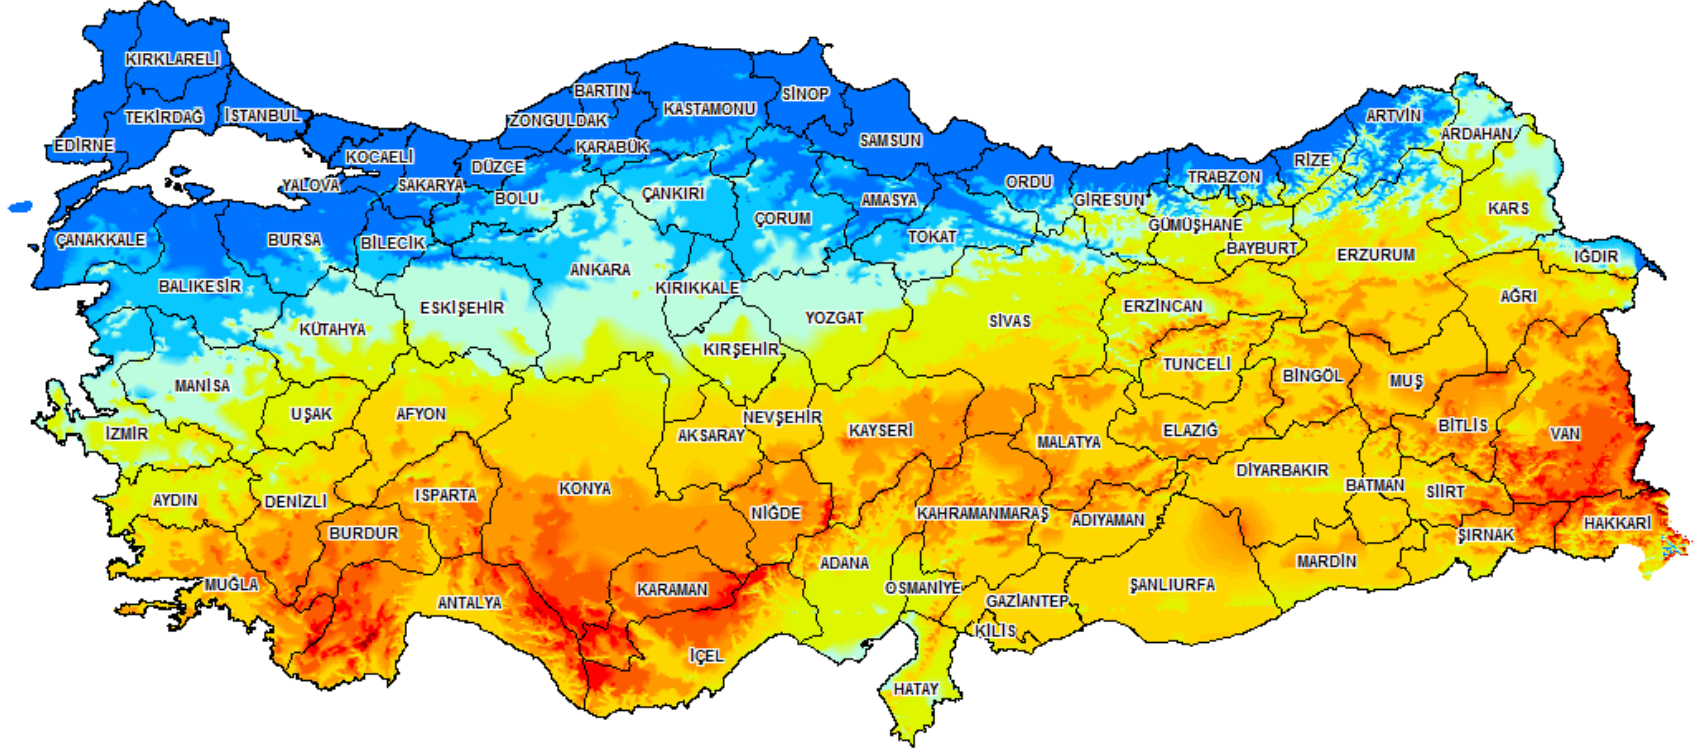 KIRKLARELİ
TEKİRDAĞ
İSTANBUL
EDİRNE
KOCAELİ
YALOVA
SAKARYA
DÜZCE
ZONGULDAK
BARTIN
KARABÜK
KASTAMONU
SİNOP
SAMSUN
BOLU
ÇANKIRI
ÇORUM
AMASYA
TOKAT
ORDU
GİRESUN
TRABZON
GÜMÜŞHANE
BAYBURT
RİZE
ARTVİN
ARDAHAN
KARS
IĞDIR
ERZURUM
AĞRI
ÇANAKKALE
BURSA
BİLECİK
BALIKESİR
KÜTAHYA
ESKİŞEHİR
ANKARA
KIRIKKALE
KIRŞEHİR
YOZGAT
SİVAS
ERZİNCAN
TUNCELİ
BİNGÖL
MUŞ
BİTLİS
VAN
MANİSA
İZMİR
UŞAK
AFYON
AKSARAY
NEVŞEHİR
KAYSERİ
MALATYA
ELAZIĞ
DİYARBAKIR
BATMAN
SİİRT
AYDIN
DENİZLİ
ISPARTA
BURDUR
KONYA
NİĞDE
KAHRAMANMARAŞ
ADIYAMAN
ŞIRNAK
HAKKARİ
MUĞLA
ANTALYA
KARAMAN
İÇEL
ADANA
OSMANİYE
GAZİANTEP
KİLİS
ŞANLIURFA
MARDİN
HATAY